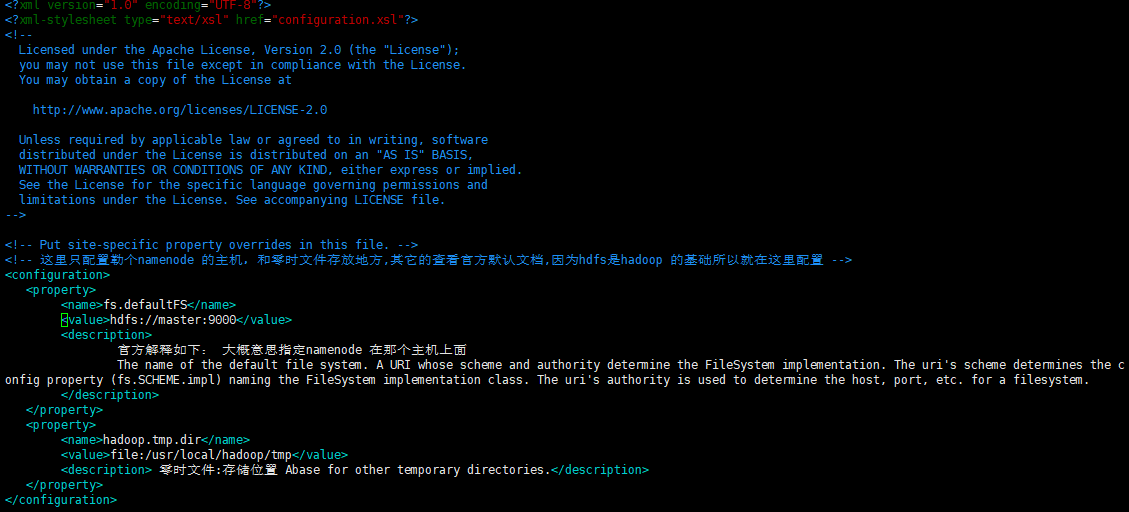 <?xml version="1.0" encoding="UTF-8"?>
<?xml-stylesheet type="text/xsl" href="configuration.xsl"?>
<!--
  Licensed under the Apache License, Version 2.0 (the "License");
  you may not use this file except in compliance with the License.
  You may obtain a copy of the License at

    http://www.apache.org/licenses/LICENSE-2.0

  Unless required by applicable law or agreed to in writing, software
  distributed under the License is distributed on an "AS IS" BASIS,
  WITHOUT WARRANTIES OR CONDITIONS OF ANY KIND, either express or implied.
  See the License for the specific language governing permissions and
  limitations under the License. See accompanying LICENSE file.
-->

<!-- Put site-specific property overrides in this file. -->
<!-- 这里只配置勒个namenode 的主机, 和零时文件存放地方,其它的查看官方默认文档,因为hdfs是hadoop 的基础所以就在这里配置 -->
<configuration>
   <property>
        <name>fs.defaultFS</name>
        <value>hdfs://master:9000</value>
        <description>
                官方解释如下: 大概意思指定namenode 在那个主机上面
                The name of the default file system. A URI whose scheme and authority determine the FileSystem implementation. The uri's scheme determines the c
onfig property (fs.SCHEME.impl) naming the FileSystem implementation class. The uri's authority is used to determine the host, port, etc. for a filesystem.
        </description>
   </property>
   <property>
        <name>hadoop.tmp.dir</name>
        <value>file:/usr/local/hadoop/tmp</value>
        <description> 零时文件:存储位置 Abase for other temporary directories.</description>
   </property>
</configuration>